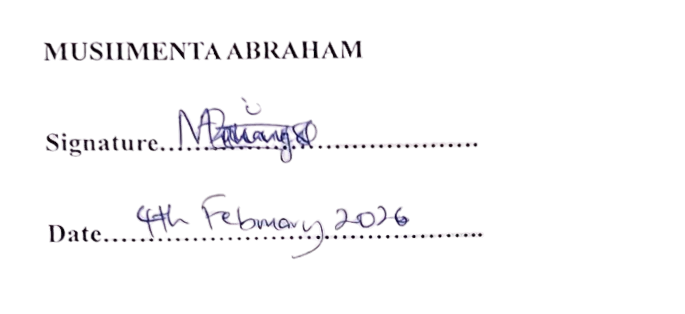 MUSIIMENTA ABRAHAM
Signature..........................................
Date 4th February 2026